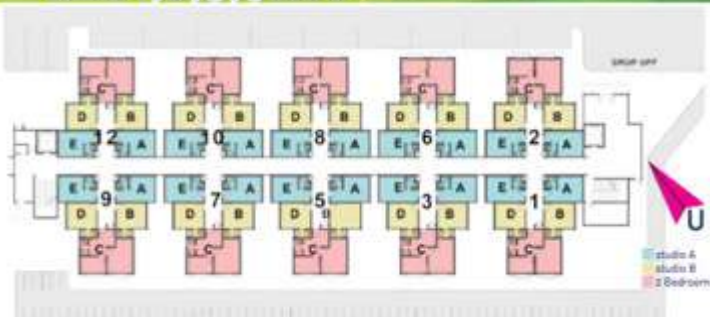 DROP OFF
C C C C C
D B D B D B D B D B
12 10 8 6 2
E A E A E A E A E A
E A E A E A E A E A
9 7 5 3 1
D B D B D D B D B
C C C C C
U
studio A
studio B
2 Bedroom